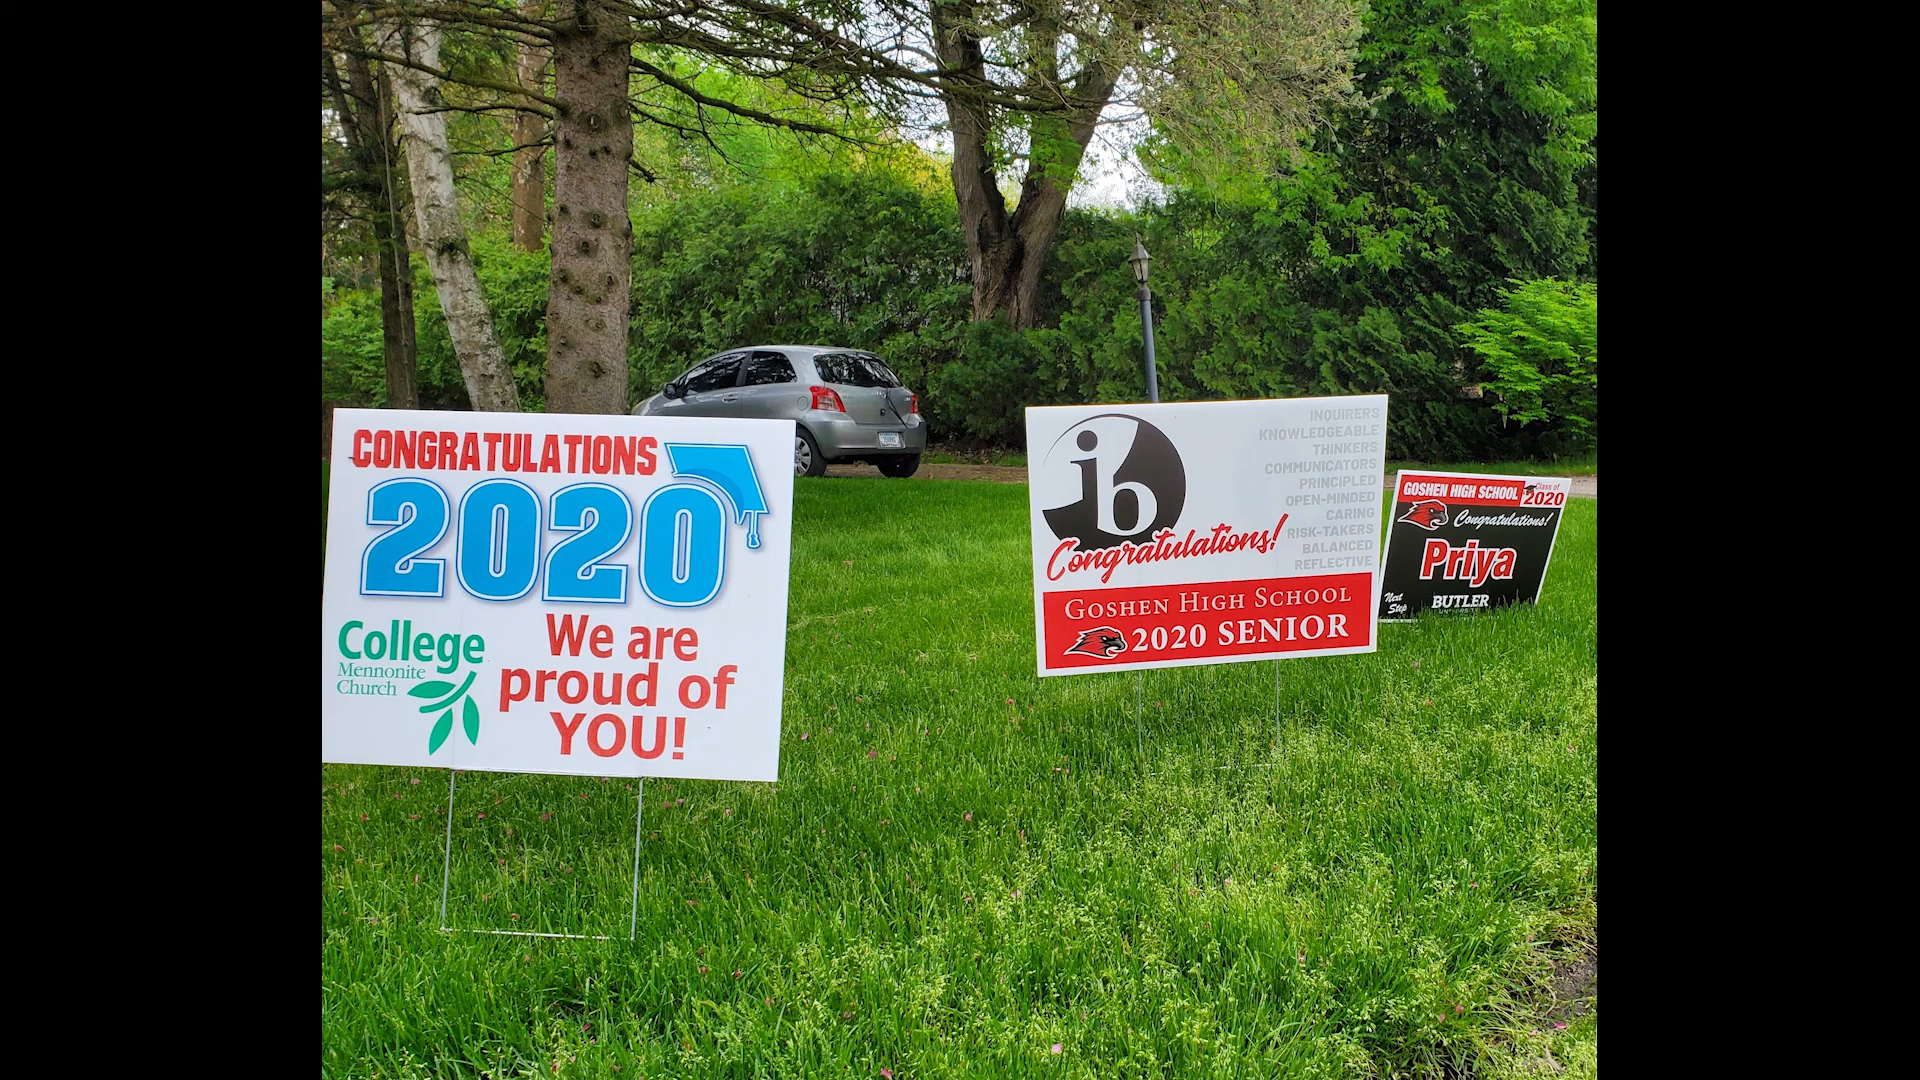 CONGRATULATIONS
2020
College
Mennonite
Church
We are
proud of
YOU!
ib
INQUIRERS
KNOWLEDGEABLE
THINKERS
COMMUNICATORS
PRINCIPLED
OPEN-MINDED
CARING
RISK-TAKERS
BALANCED
REFLECTIVE
Congratulations!
GOSHEN HIGH SCHOOL
2020 SENIOR
GOSHEN HIGH SCHOOL
Class of
2020
Congratulations!
Priya
Next
Step
BUTLER